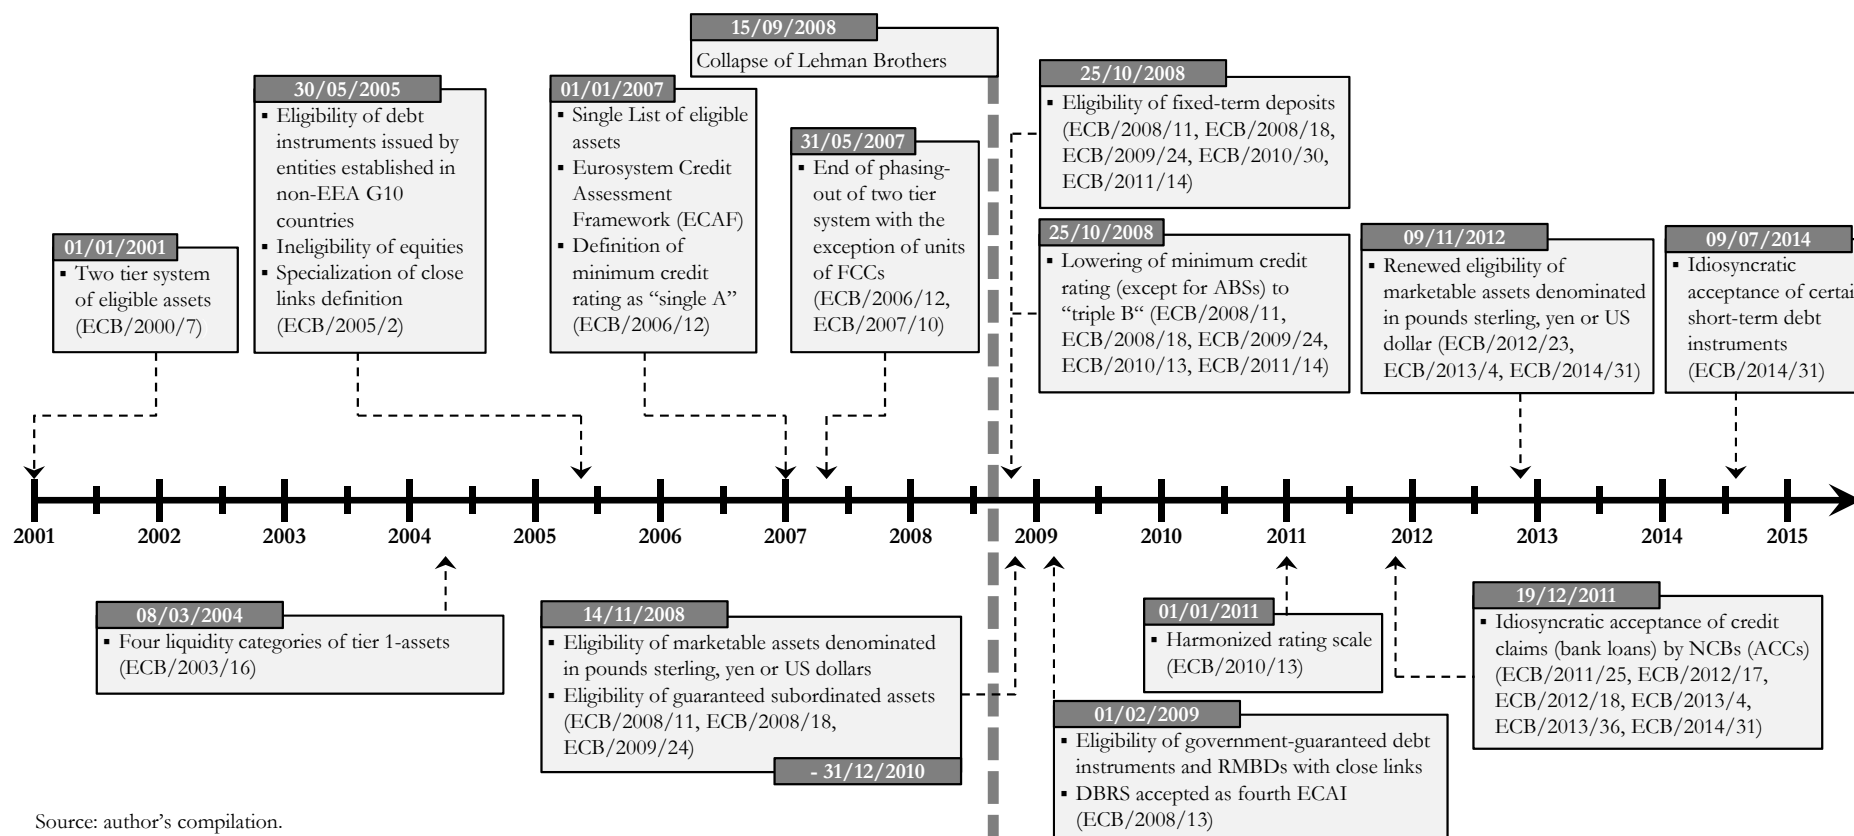 15/09/2008
Collapse of Lehman Brothers
30/05/2005
▪ Eligibility of debt
instruments issued by
entities established in
non-EEA G10
countries
▪ Ineligibility of equities
▪ Specialization of close
links definition
(ECB/2005/2)
01/01/2007
▪ Single List of eligible
assets
▪ Eurosystem Credit
Assessment
Framework (ECAF)
▪ Definition of
minimum credit
rating as “single A”
(ECB/2006/12)
31/05/2007
▪ End of phasing-
out of two tier
system with the
exception of units
of FCCs
(ECB/2006/12,
ECB/2007/10)
25/10/2008
▪ Eligibility of fixed-term deposits
(ECB/2008/11, ECB/2008/18,
ECB/2009/24, ECB/2010/30,
ECB/2011/14)
01/01/2001
▪ Two tier system
of eligible assets
(ECB/2000/7)
25/10/2008
▪ Lowering of minimum credit
rating (except for ABSs) to
“triple B“ (ECB/2008/11,
ECB/2008/18, ECB/2009/24,
ECB/2010/13, ECB/2011/14)
09/11/2012
▪ Renewed eligibility of
marketable assets denominated
in pounds sterling, yen or US
dollar (ECB/2012/23,
ECB/2013/4, ECB/2014/31)
09/07/2014
▪ Idiosyncratic
acceptance of certai
short-term debt
instruments
(ECB/2014/31)
2001 2002 2003 2004 2005 2006 2007 2008 2009 2010 2011 2012 2013 2014 2015
08/03/2004
▪ Four liquidity categories of tier 1-assets
(ECB/2003/16)
14/11/2008
▪ Eligibility of marketable assets denominated
in pounds sterling, yen or US dollars
▪ Eligibility of guaranteed subordinated assets
(ECB/2008/11, ECB/2008/18,
ECB/2009/24)
- 31/12/2010
01/01/2011
▪ Harmonized rating scale
(ECB/2010/13)
19/12/2011
▪ Idiosyncratic acceptance of credit
claims (bank loans) by NCBs (ACCs)
(ECB/2011/25, ECB/2012/17,
ECB/2012/18, ECB/2013/4,
ECB/2013/36, ECB/2014/31)
01/02/2009
▪ Eligibility of government-guaranteed debt
instruments and RMBDs with close links
▪ DBRS accepted as fourth ECAI
(ECB/2008/13)
Source: author’s compilation.